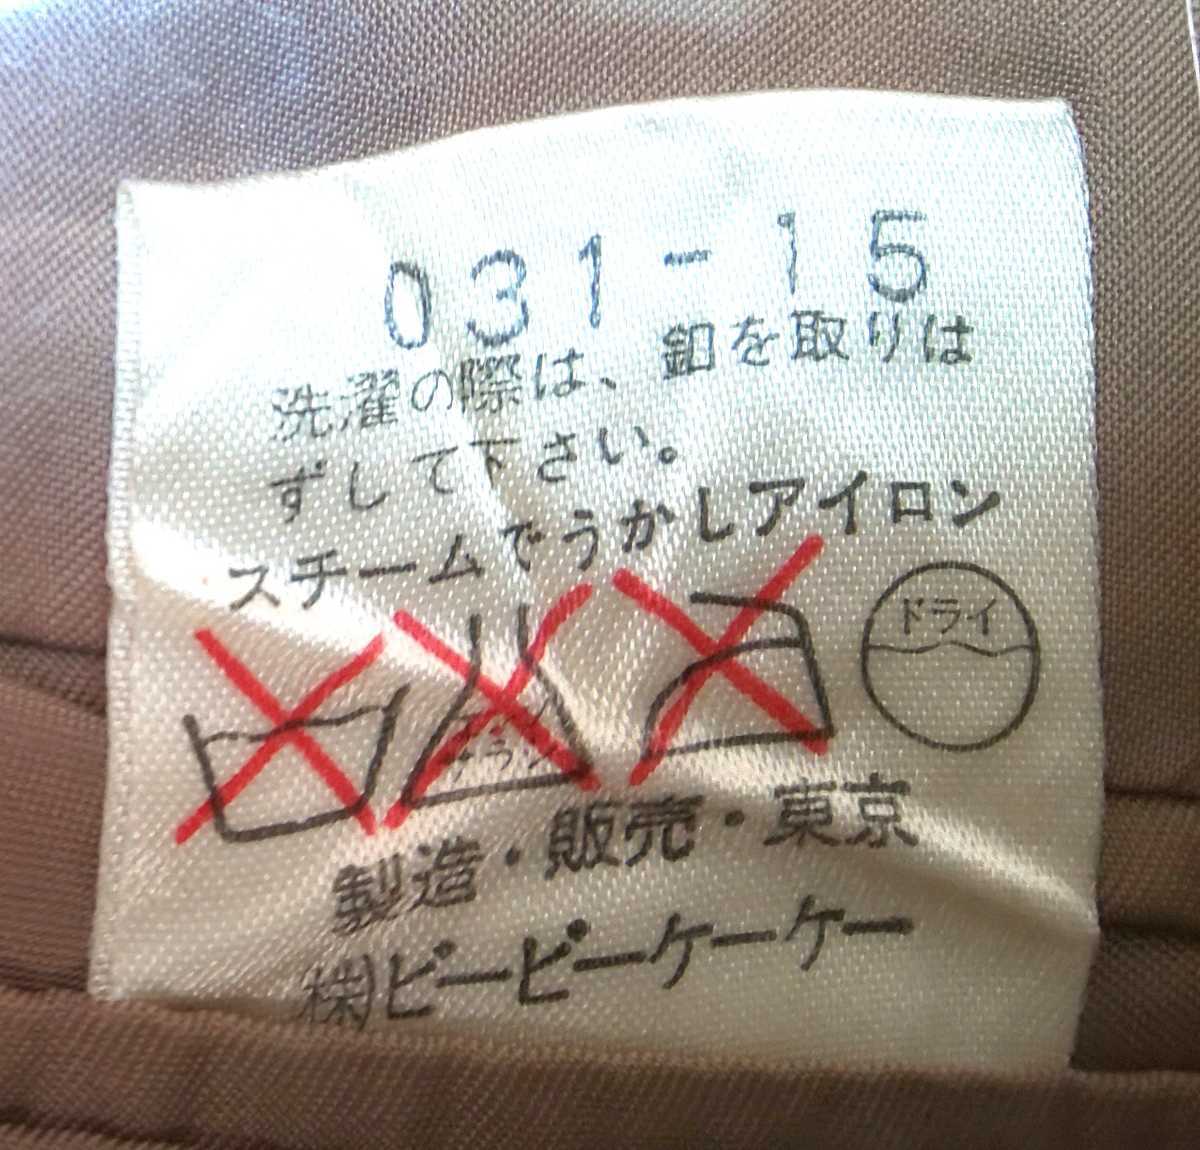 031-15
洗濯の際は、釦を取りは
ずして下さい。
スチームでうかしアイロン
ドライ
製造・販売・東京
㈱ビーピーケーケー